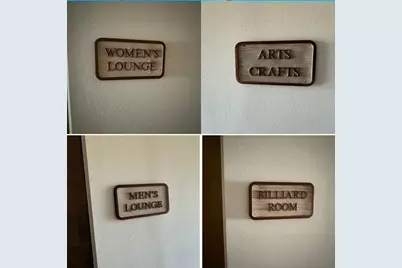 WOMEN'S
LOUNGE
ARTS
CRAFTS
MEN'S
LOUNGE
BILLIARD
ROOM